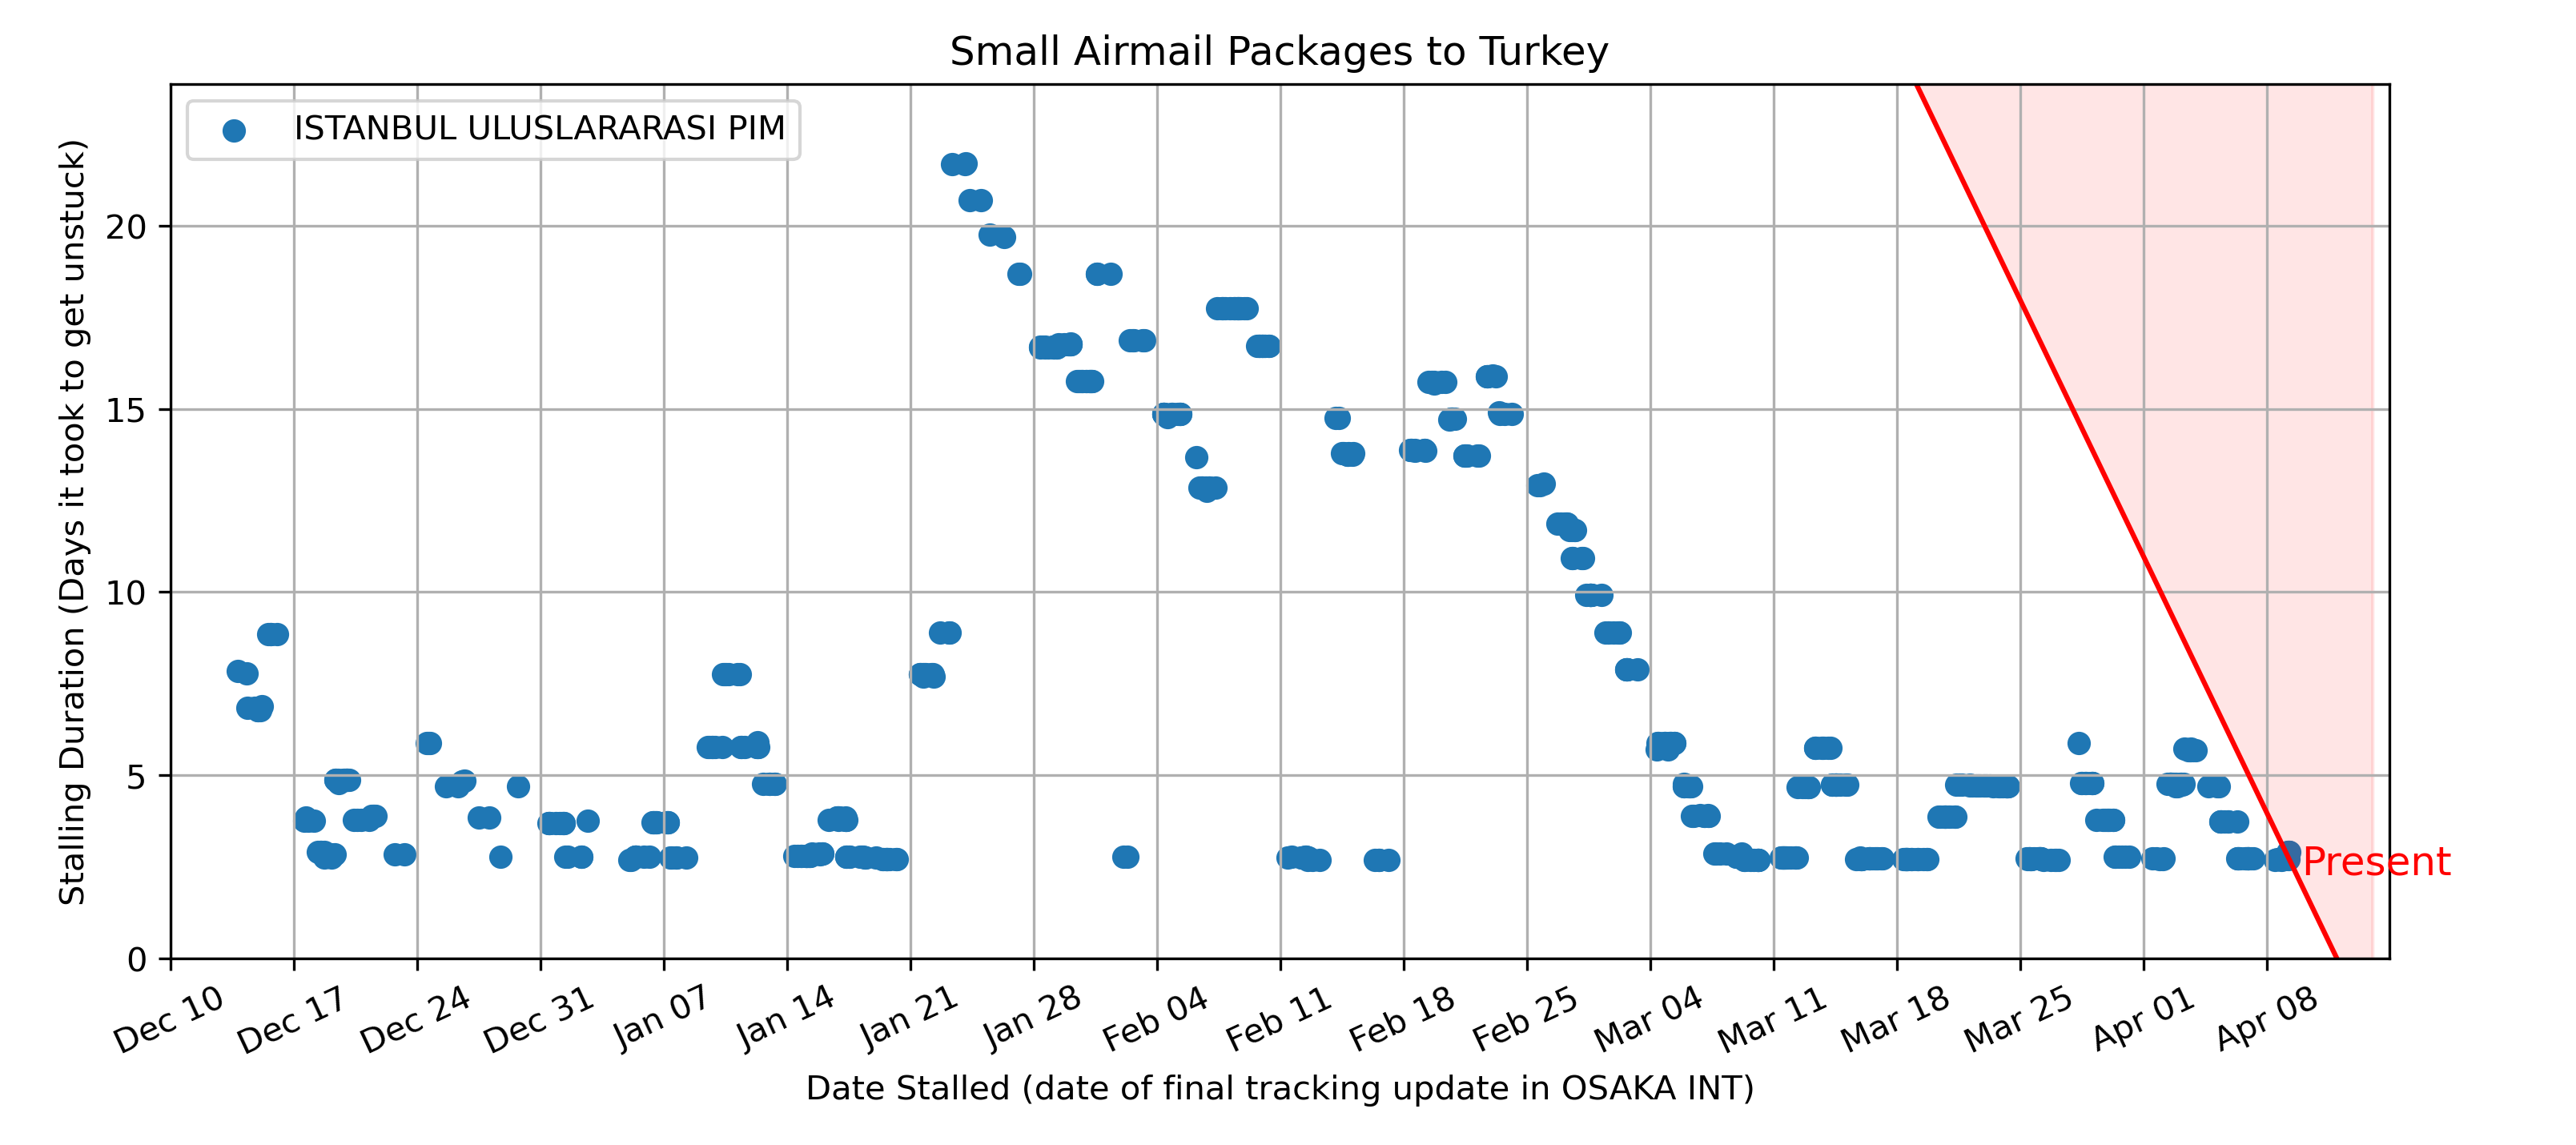 Small Airmail Packages to Turkey
ISTANBUL ULUSLARARASI PIM
Stalling Duration (Days it took to get unstuck)
20
15
10
5
0
Present
Dec 10
Dec 17
Dec 24
Dec 31
Jan 07
Jan 14
Jan 21
Jan 28
Feb 04
Feb 11
Feb 18
Feb 25
Mar 04
Mar 11
Mar 18
Mar 25
Apr 01
Apr 08
Date Stalled (date of final tracking update in OSAKA INT)